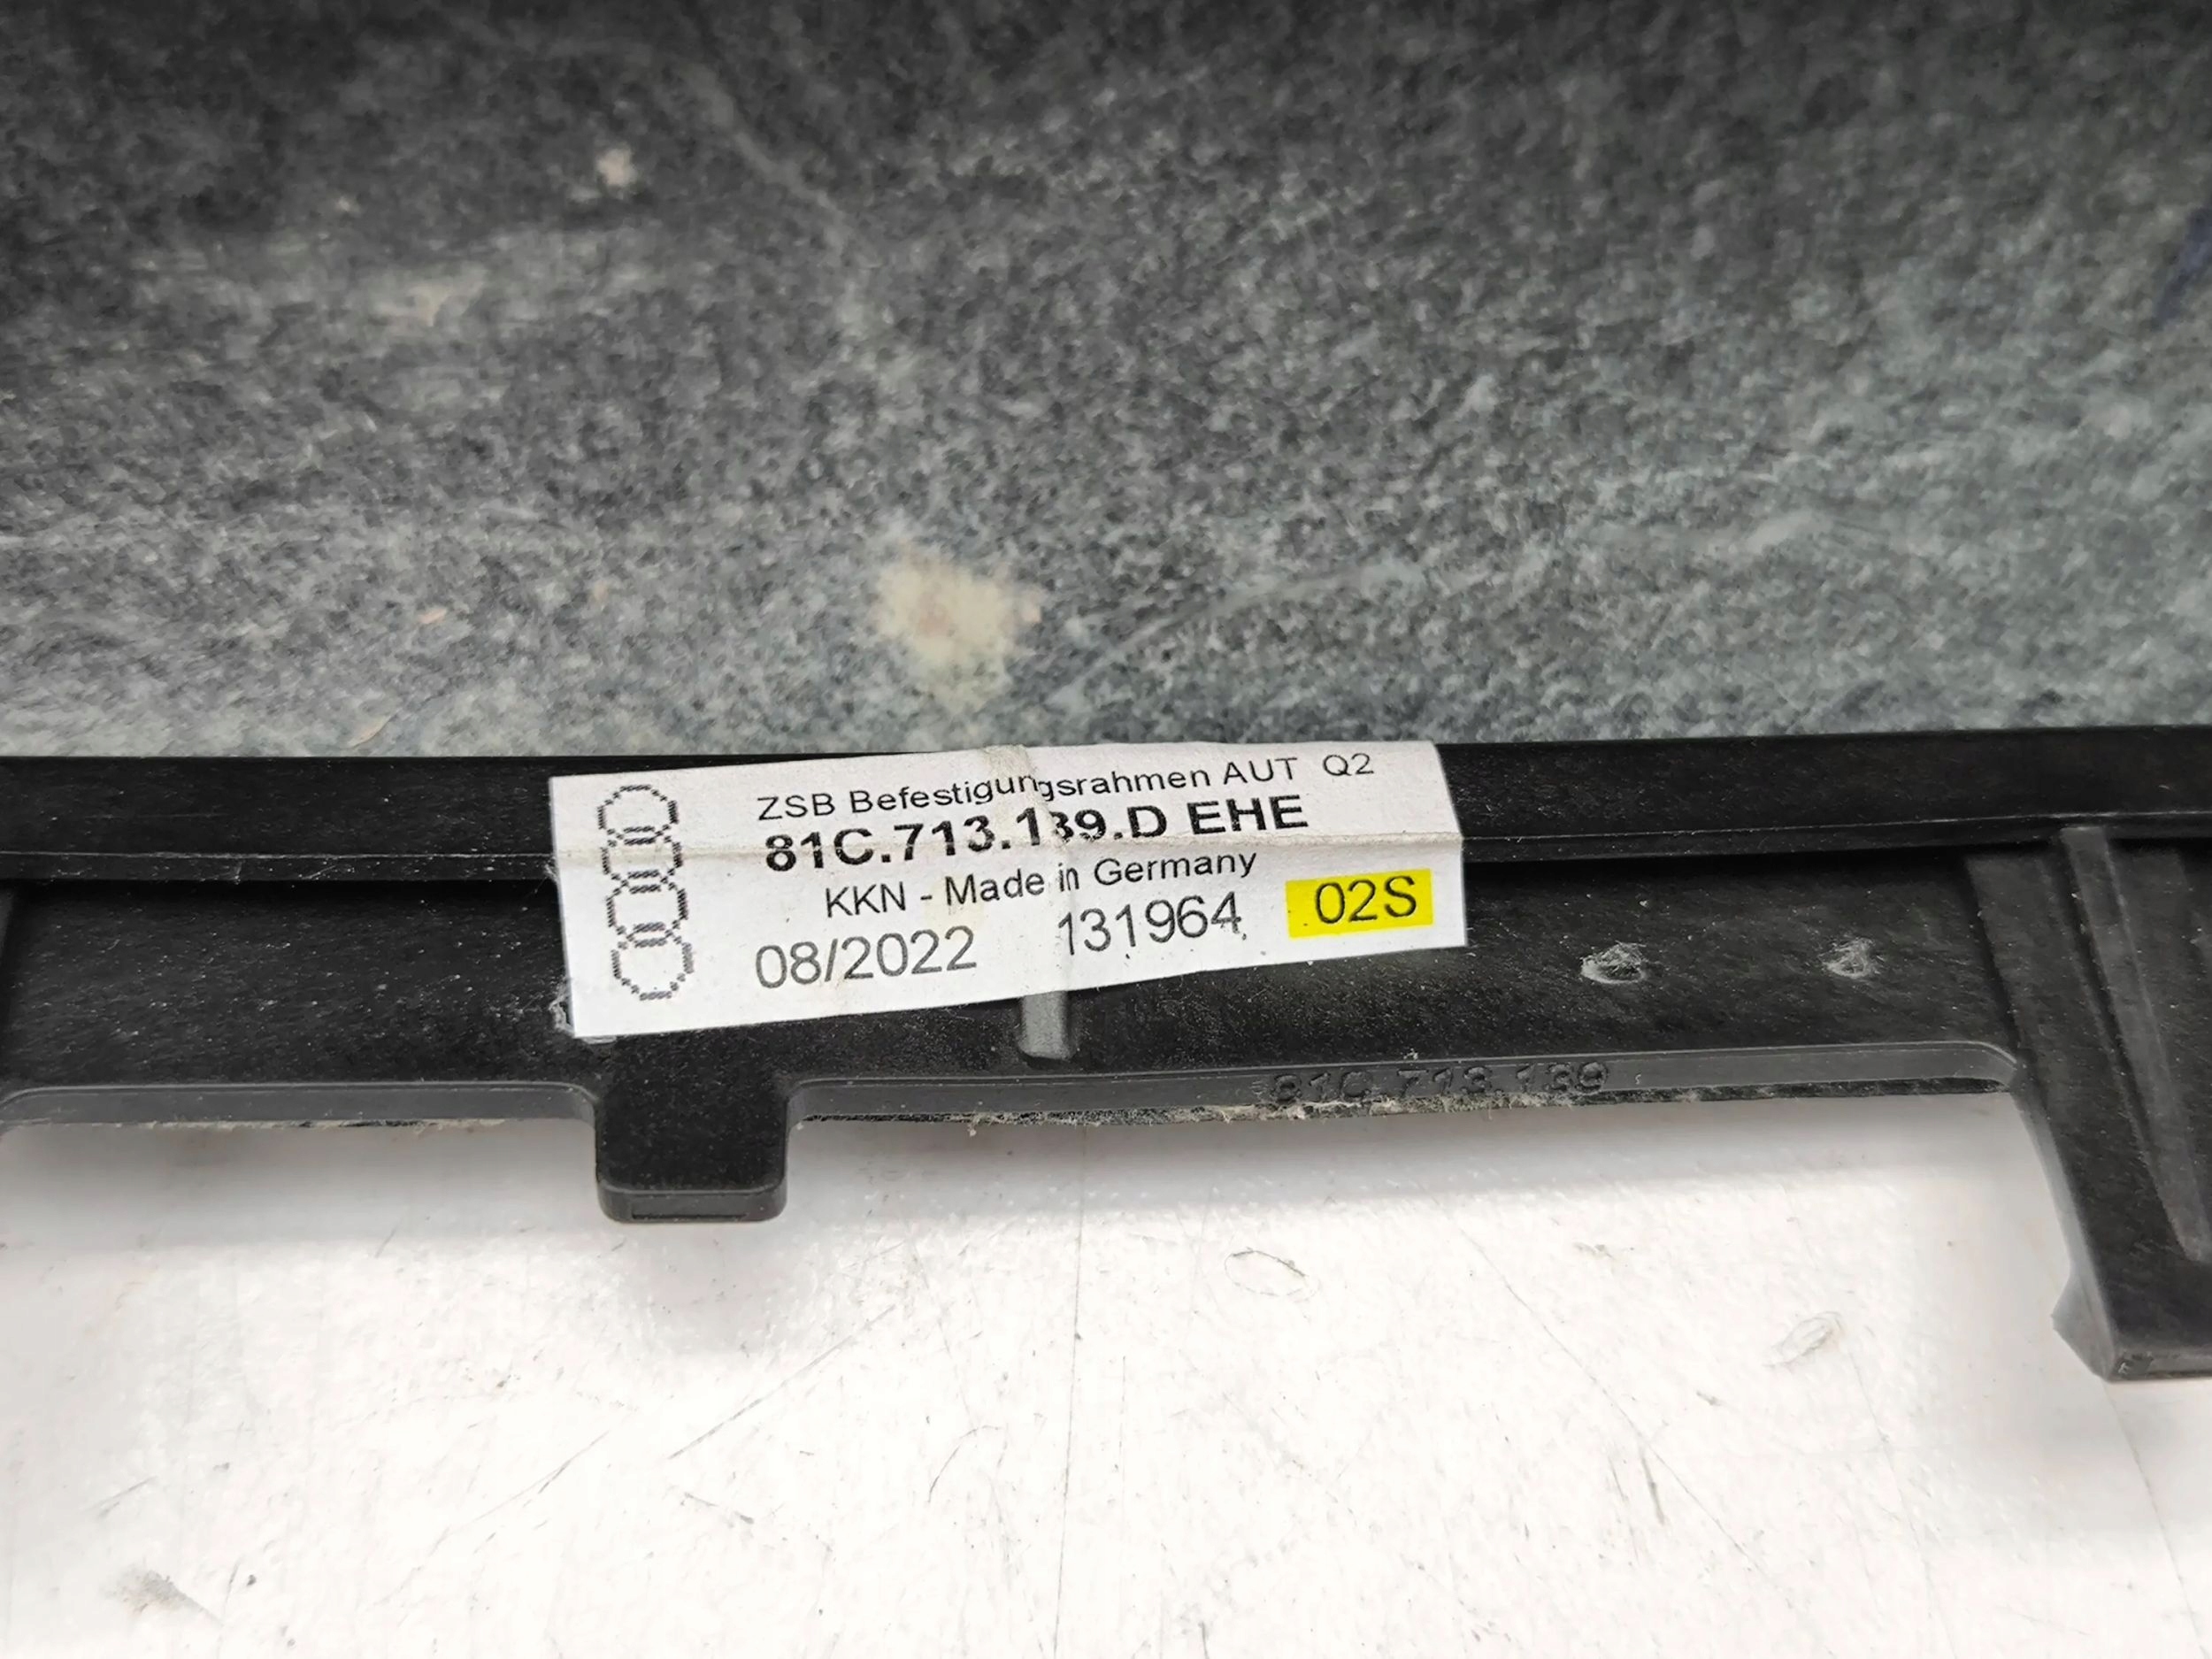 ZSB Befestigungsrahmen AUT Q2
81C.713.139.D EHE
KKN - Made in Germany
08/2022 131964 02S
81C.713.139